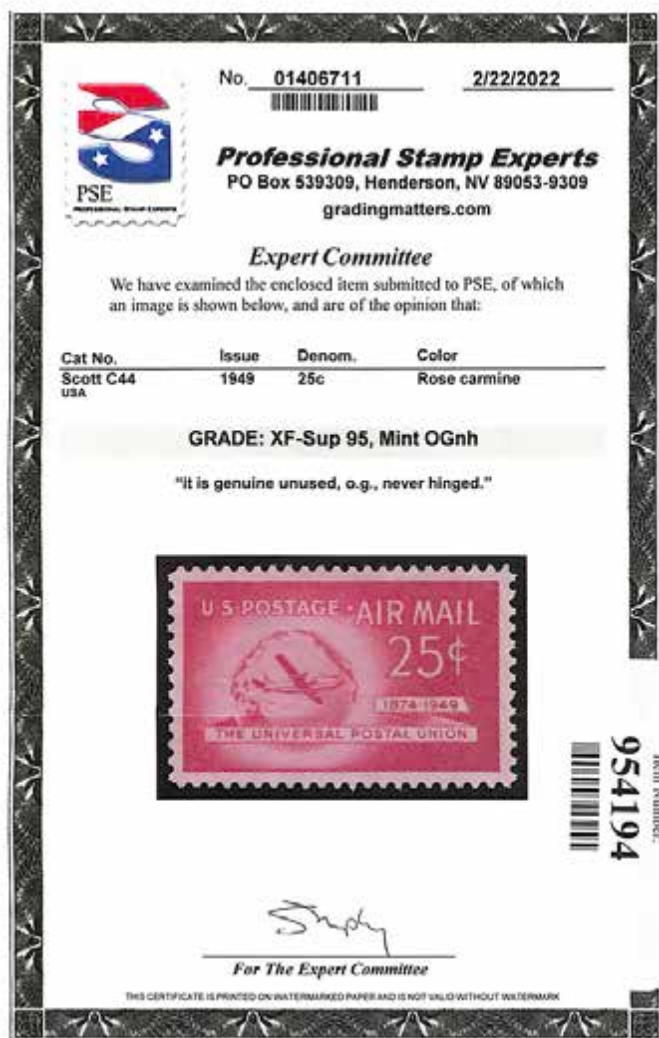 No. 01406711 2/22/2022
PSE
PROFESSIONAL STAMP EXPERTS
Professional Stamp Experts
PO Box 539309, Henderson, NV 89053-9309
gradingmatters.com
Expert Committee
We have examined the enclosed item submitted to PSE, of which
an image is shown below, and are of the opinion that:
Cat No. Issue Denom. Color
Scott C44 1949 25c Rose carmine
USA
GRADE: XF-Sup 95, Mint OGnh
"it is genuine unused, o.g., never hinged."
U S POSTAGE · AIR MAIL
25¢
1874·1949
THE UNIVERSAL POSTAL UNION
954194
For The Expert Committee
THIS CERTIFICATE IS PRINTED ON WATERMARKED PAPER AND IS NOT VALID WITHOUT WATERMARK